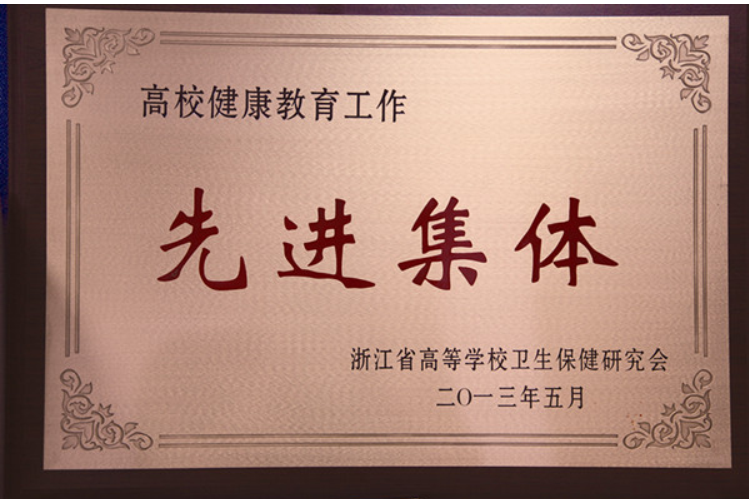 高校健康教育工作
先进集体
浙江省高等学校卫生保健研究会
二〇一三年五月